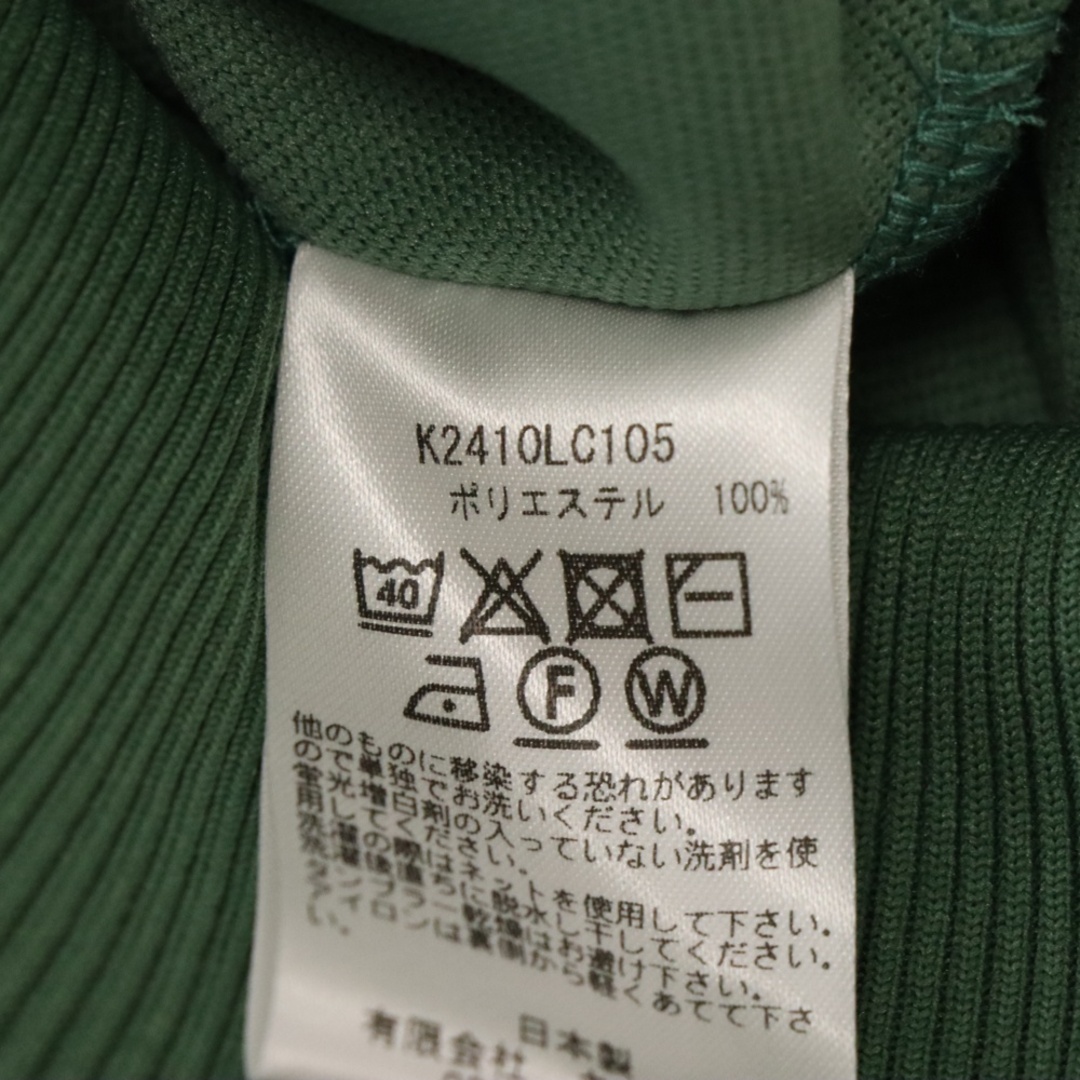 K2410LC105
ポリエステル 100%
40
F W
他のものに移染する恐れがあります
ので単独でお洗いください。
蛍光増白剤の入っていない洗剤を使
用してください。
洗濯の際はネットを使用して下さい。
洗濯後直ちに脱水し干してください。
タンブラー乾燥はお避け下さい。
アイロンは裏側から軽くあてて下さ
い。
日本製
有限会社